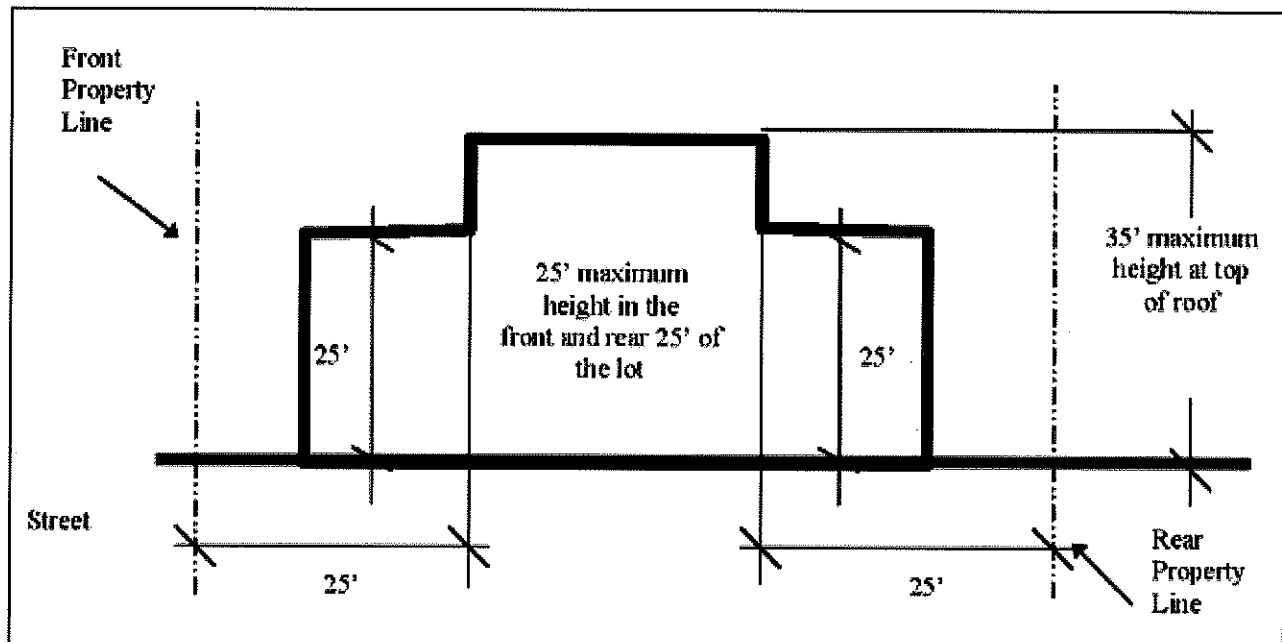 Front
Property
Line
25' maximum
height in the
front and rear 25' of
the lot
25'
25'
35' maximum
height at top
of roof
Street
25'
25'
Rear
Property
Line